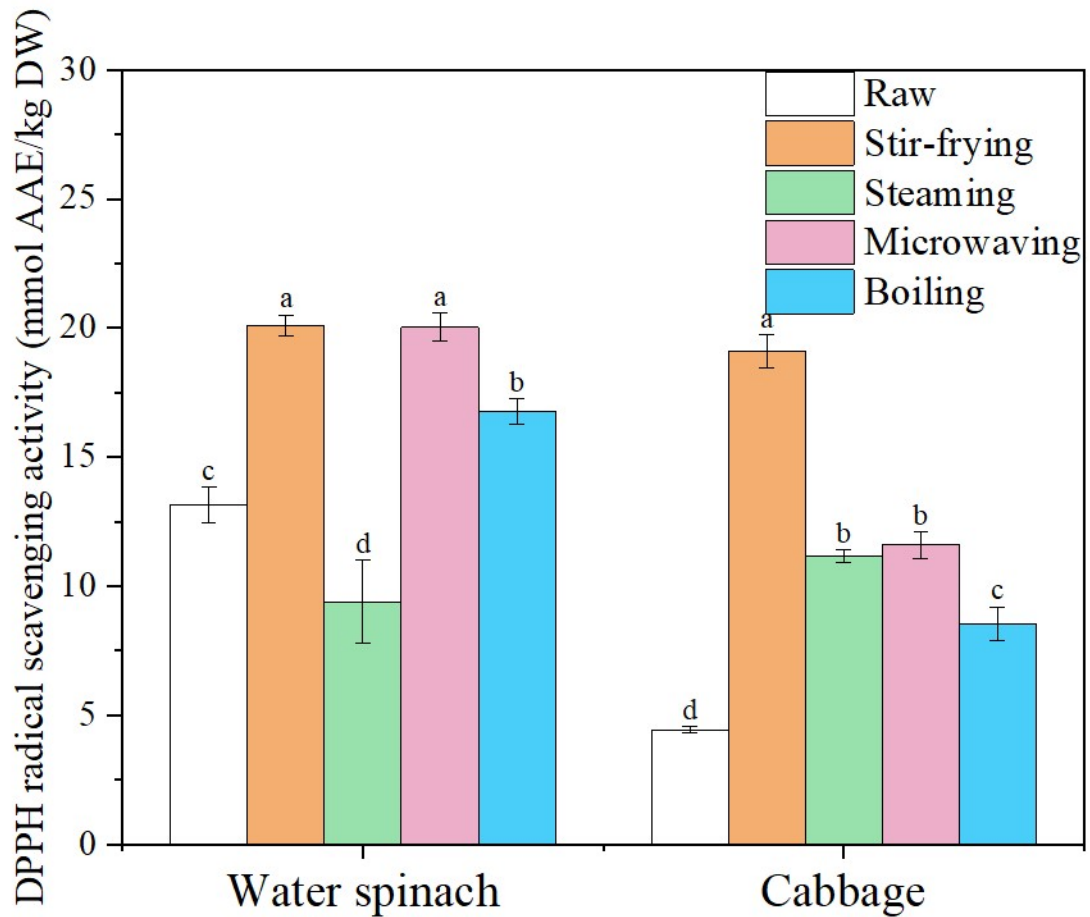 DPPH radical scavenging activity (mmol AAE/kg DW)
30
25
20
15
10
5
0
Raw
Stir-frying
Steaming
Microwaving
Boiling
c
a
d
a
b
d
a
b
b
c
Water spinach
Cabbage